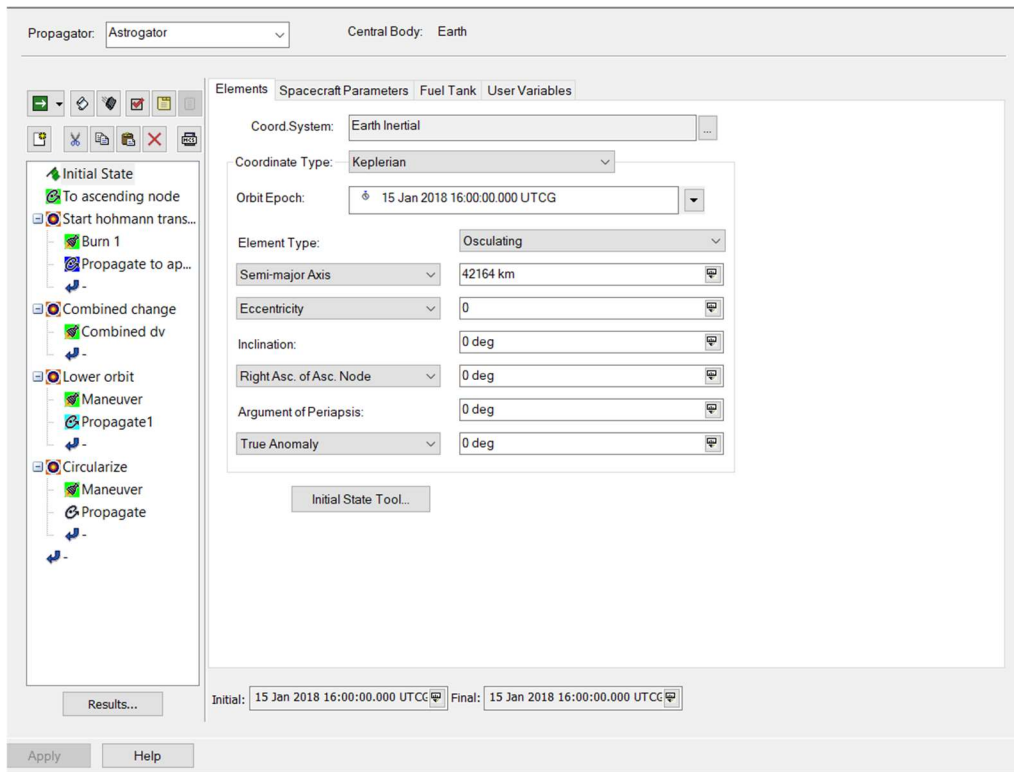 Propagator: Astrogator Central Body: Earth
Elements Spacecraft Parameters Fuel Tank User Variables
Coord.System: Earth Inertial ...
Coordinate Type: Keplerian
Orbit Epoch: 15 Jan 2018 16:00:00.000 UTCG
Element Type: Osculating
Semi-major Axis 42164 km
Eccentricity 0
Inclination: 0 deg
Right Asc. of Asc. Node 0 deg
Argument of Periapsis: 0 deg
True Anomaly 0 deg
Initial State Tool...
MCS
Initial State
To ascending node
Start hohmann trans...
Burn 1
Propagate to ap...
-
Combined change
Combined dv
-
Lower orbit
Maneuver
Propagate1
-
Circularize
Maneuver
Propagate
-
-
Results...
Initial: 15 Jan 2018 16:00:00.000 UTCG Final: 15 Jan 2018 16:00:00.000 UTCG
Apply Help